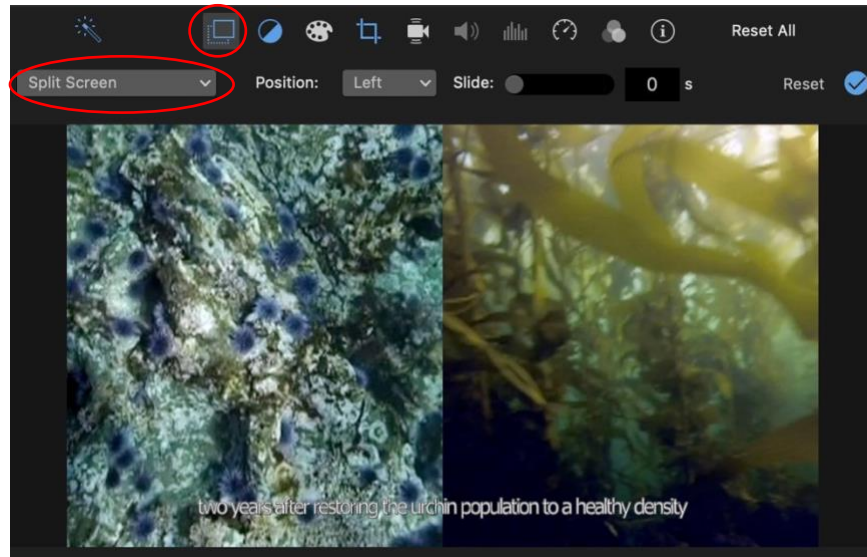 Reset All
Split Screen Position: Left Slide: 0 s Reset
two years after restoring the urchin population to a healthy density